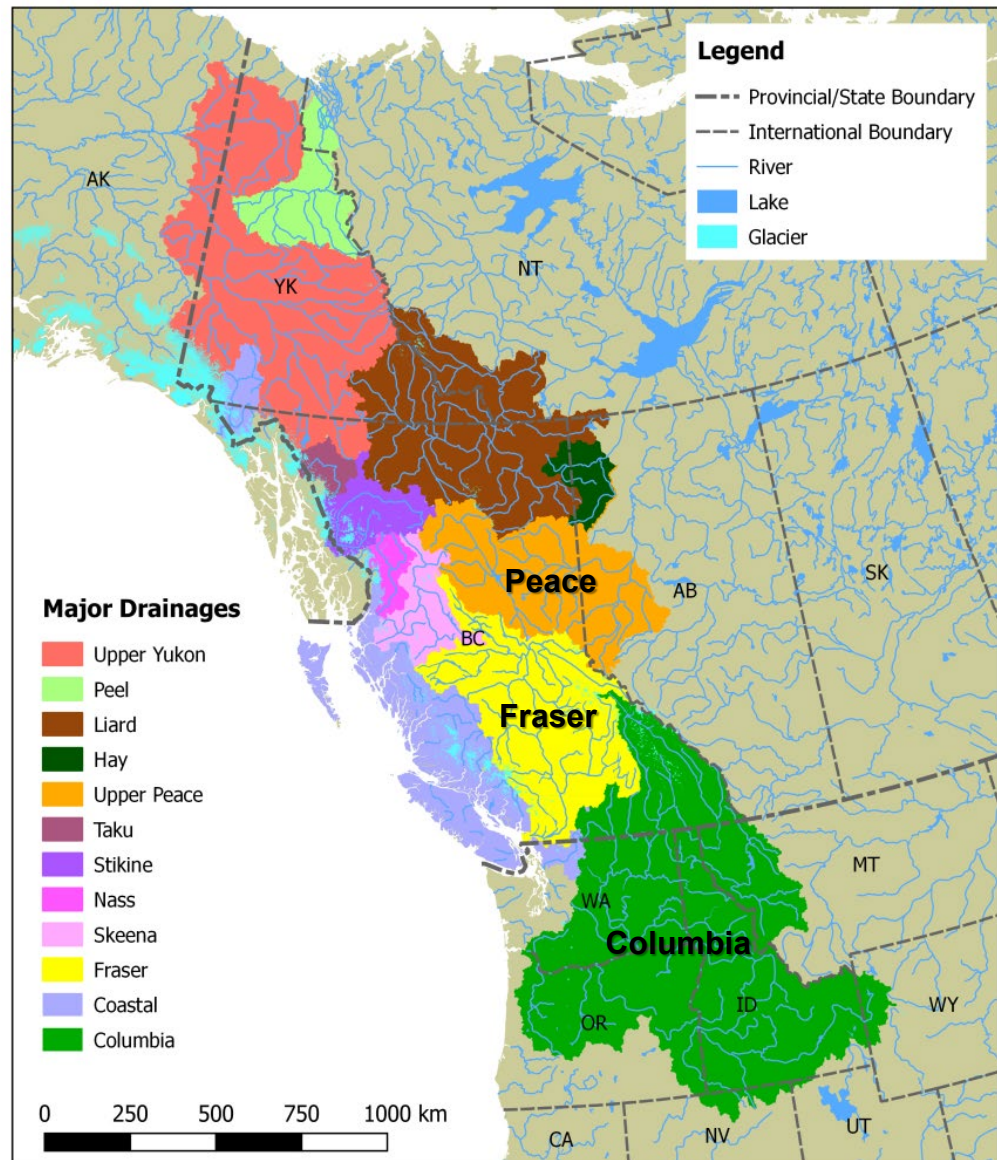 Legend
Provincial/State Boundary
International Boundary
River
Lake
Glacier
AK
YK
NT
Peace
AB
SK
BC
Fraser
Major Drainages
Upper Yukon
Peel
Liard
Hay
Upper Peace
Taku
Stikine
Nass
Skeena
Fraser
Coastal
Columbia
MT
WA
Columbia
OR
ID
WY
CA
NV
UT
0 250 500 750 1000 km